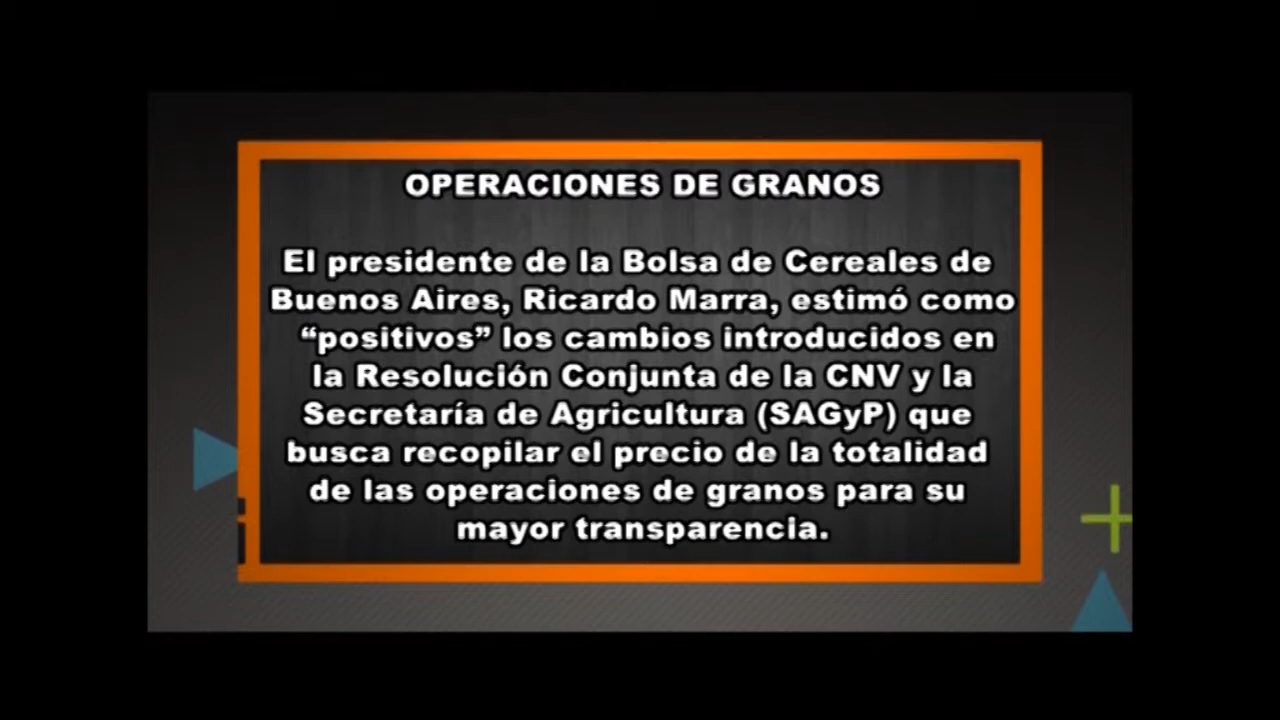 OPERACIONES DE GRANOS
El presidente de la Bolsa de Cereales de
Buenos Aires, Ricardo Marra, estimó como
“positivos” los cambios introducidos en
la Resolución Conjunta de la CNV y la
Secretaría de Agricultura (SAGyP) que
busca recopilar el precio de la totalidad
de las operaciones de granos para su
mayor transparencia.